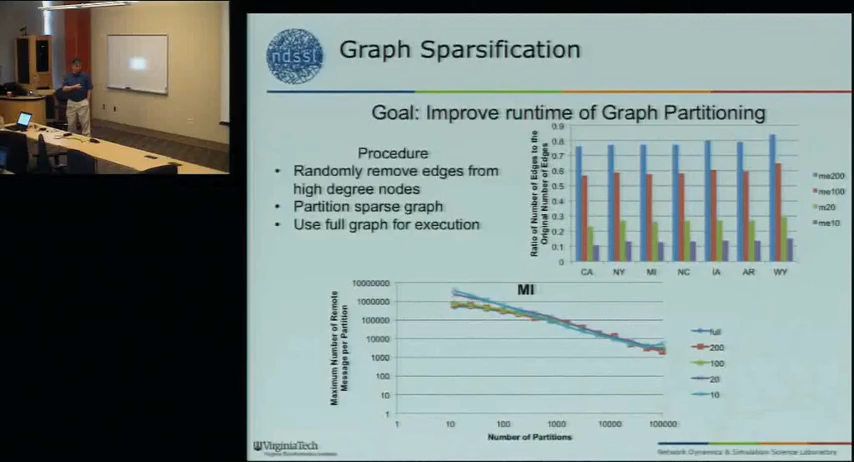 ndssl
Graph Sparsification
Goal: Improve runtime of Graph Partitioning
Procedure
• Randomly remove edges from
high degree nodes
• Partition sparse graph
• Use full graph for execution
Ratio of Number of Edges to the
Original Number of Edges
0.9
0.8
0.7
0.6
0.5
0.4
0.3
0.2
0.1
0
CA NY MI NC IA AR WY
me200
me100
m20
me10
MI
Maximum Number of Remote
Message per Partition
10000000
1000000
100000
10000
1000
100
10
1
1 10 100 1000 10000 100000
Number of Partitions
full
200
100
20
10
VirginiaTech
Virginia Bioinformatics Institute
Network Dynamics & Simulation Science Laboratory